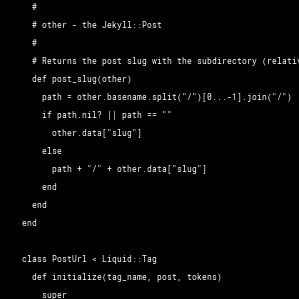 #
# other - the Jekyll::Post
#
# Returns the post slug with the subdirectory
def post_slug(other)
path = other.basename.split("/")[0...-1].join("/")
if path.nil? || path == ""
other.data["slug"]
else
path + "/" + other.data["slug"]
end
end
end
class PostUrl < Liquid::Tag
def initialize(tag_name, post, tokens)
super